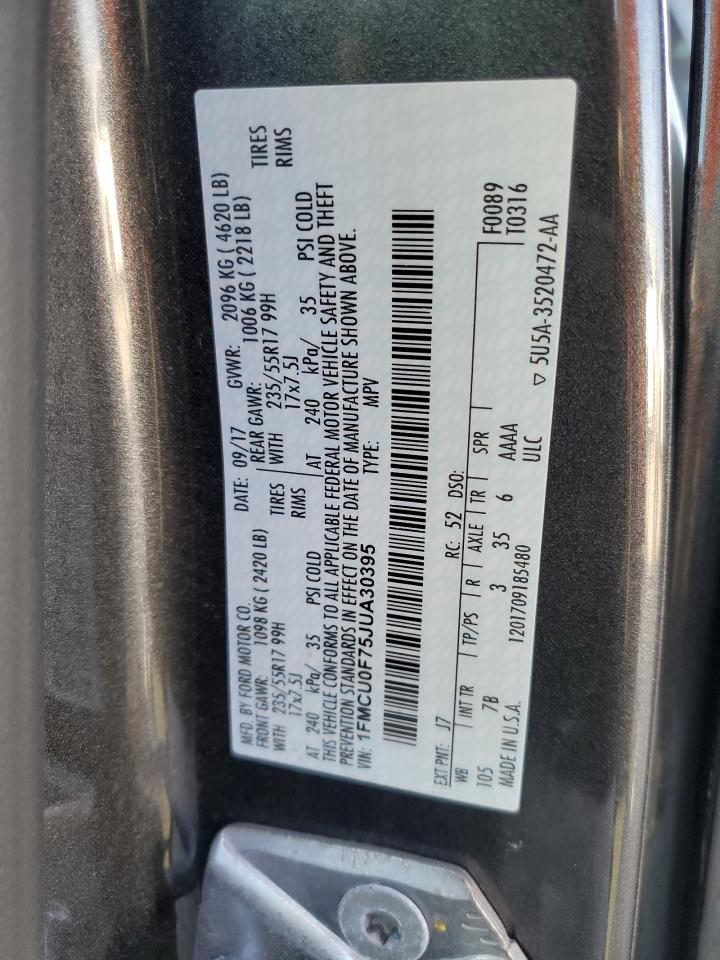 MFD. BY FORD MOTOR CO. DATE: 09/17 GVWR: 2096 KG ( 4620 LB)
FRONT GAWR: 1098 KG ( 2420 LB) REAR GAWR: 1006 KG ( 2218 LB)
WITH 235/55R17 99H TIRES WITH 235/55R17 99H TIRES
17x7.5J RIMS 17x7.5J RIMS
AT 240 kPa/ 35 PSI COLD AT 240 kPa/ 35 PSI COLD
THIS VEHICLE CONFORMS TO ALL APPLICABLE FEDERAL MOTOR VEHICLE SAFETY AND THEFT
PREVENTION STANDARDS IN EFFECT ON THE DATE OF MANUFACTURE SHOWN ABOVE.
VIN: 1FMCU0F75JUA30395 TYPE: MPV
EXT PNT: J7 RC: 52 DSO: F0089
WB INT TR TP/PS R AXLE TR SPR T0316
105 7B 3 35 6 AAAA
MADE IN U.S.A. 1201709185480 ULC
▽ 5U5A-3520472-AA